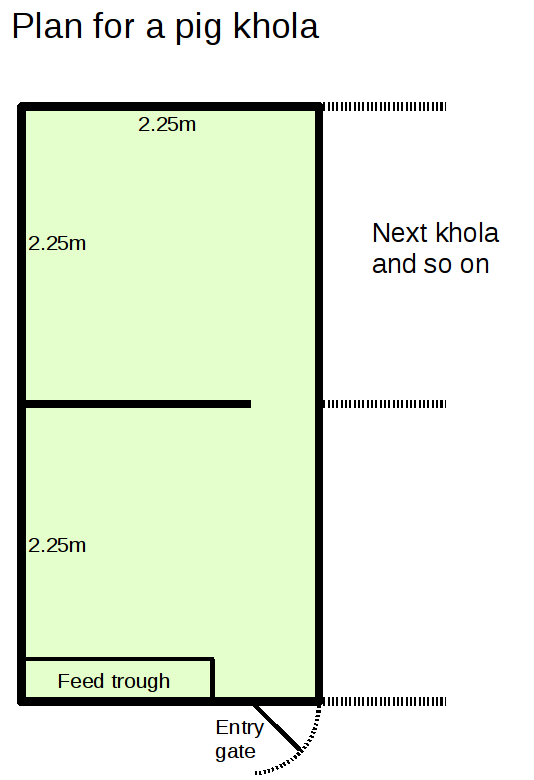 Plan for a pig khola
2.25m
2.25m
Next khola
and so on
2.25m
Feed trough
Entry
gate